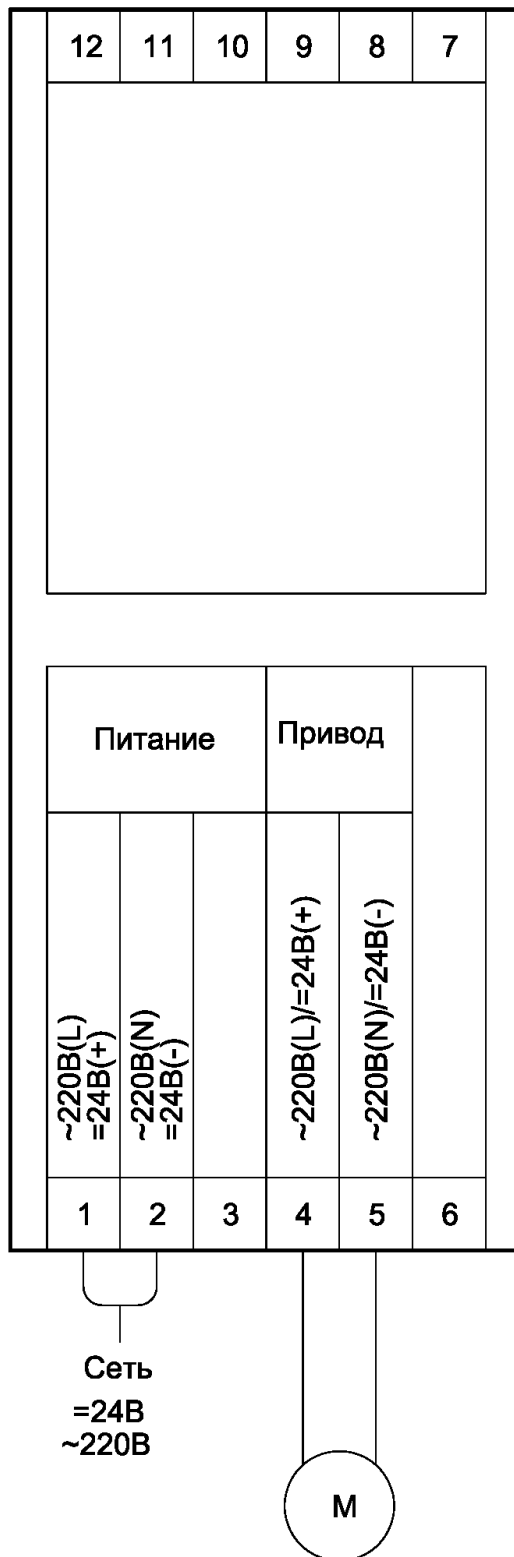 12 11 10 9 8 7
Питание
Привод
~220В(L)
=24В(+)
~220В(N)
=24В(-)
~220В(L)/=24В(+)
~220В(N)/=24В(-)
1 2 3 4 5 6
Сеть
=24В
~220В
М